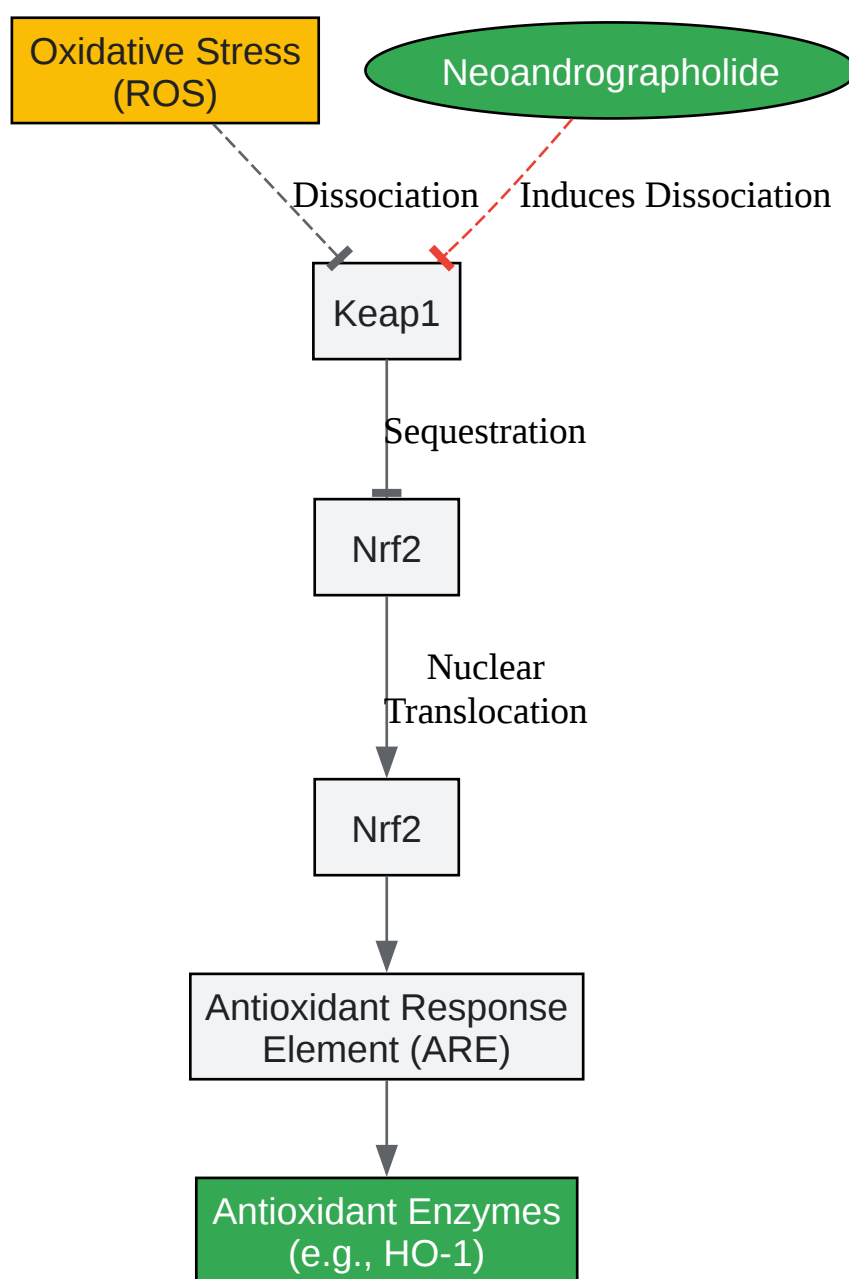 Oxidative Stress
(ROS)
Neoandrographolide
Dissociation
Induces Dissociation
Keap1
Sequestration
Nrf2
Nuclear
Translocation
Nrf2
Antioxidant Response
Element (ARE)
Antioxidant Enzymes
(e.g., HO-1)